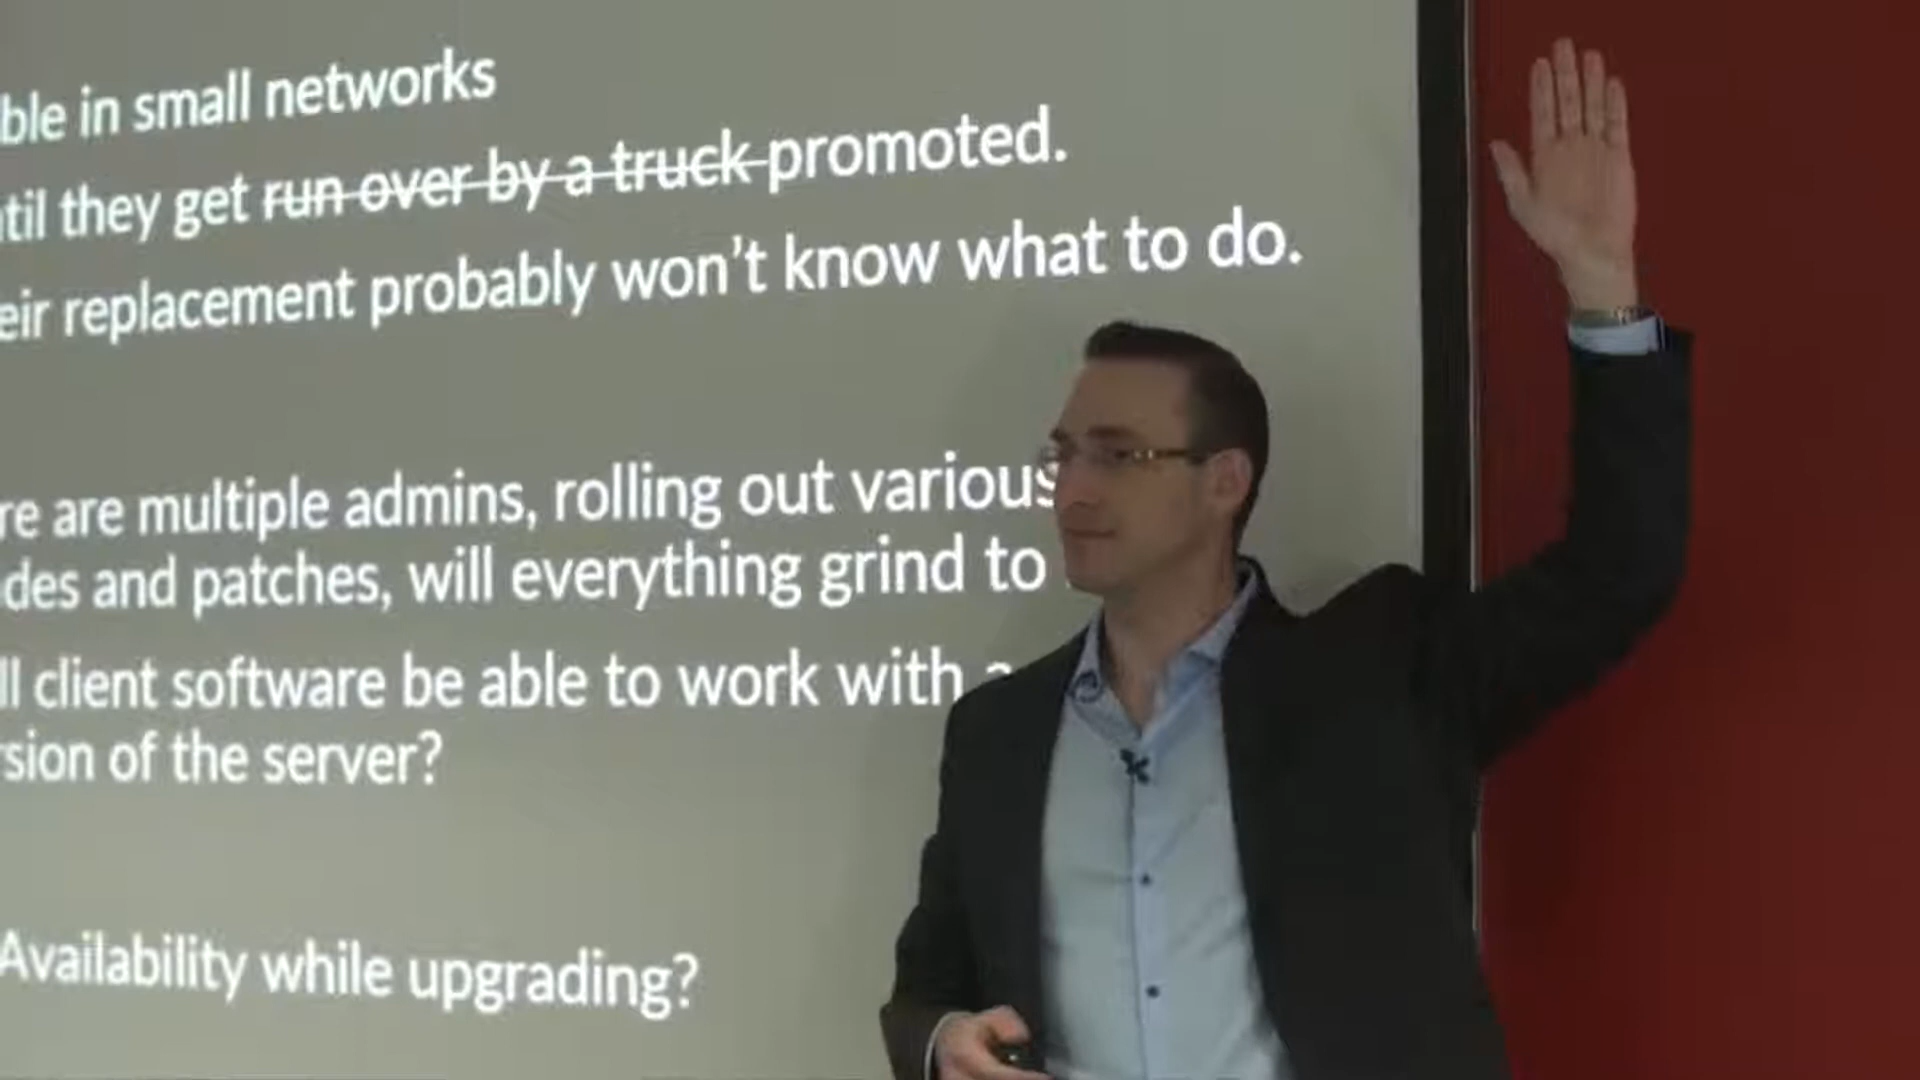 ble in small networks
til they get run over by a truck promoted.
eir replacement probably won't know what to do.
re are multiple admins, rolling out various
des and patches, will everything grind to
ll client software be able to work with a
sion of the server?
Availability while upgrading?